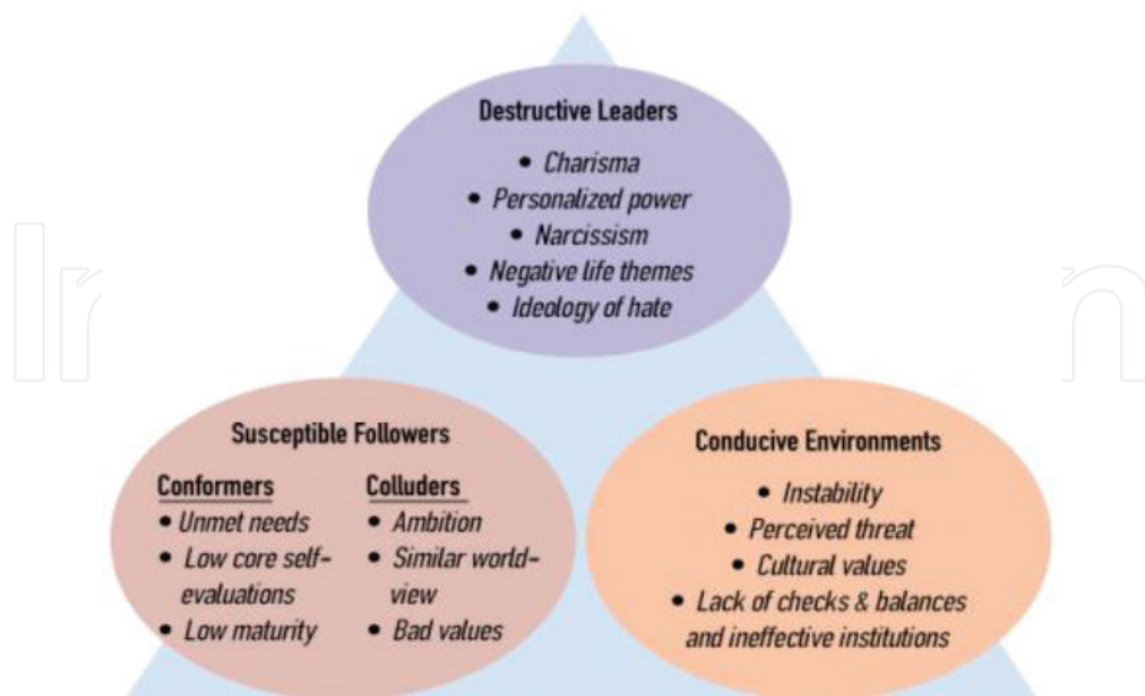 Destructive Leaders
• Charisma
• Personalized power
• Narcissism
• Negative life themes
• Ideology of hate
Susceptible Followers
Conformers
• Unmet needs
• Low core self-
evaluations
• Low maturity
Colluders
• Ambition
• Similar world-
view
• Bad values
Conducive Environments
• Instability
• Perceived threat
• Cultural values
• Lack of checks & balances
and ineffective institutions